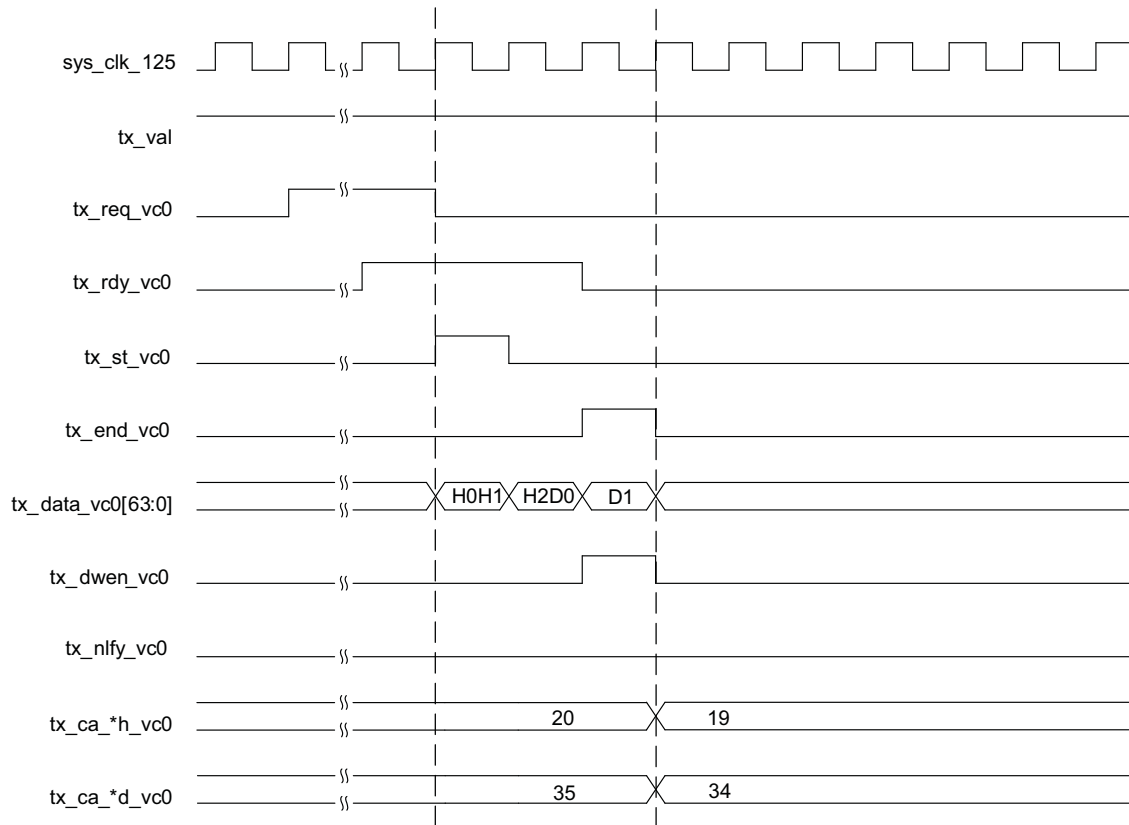 sys_clk_125
tx_val
tx_req_vc0
tx_rdy_vc0
tx_st_vc0
tx_end_vc0
tx_data_vc0[63:0] H0H1 H2D0 D1
tx_dwen_vc0
tx_nlfy_vc0
tx_ca_*h_vc0 20 19
tx_ca_*d_vc0 35 34